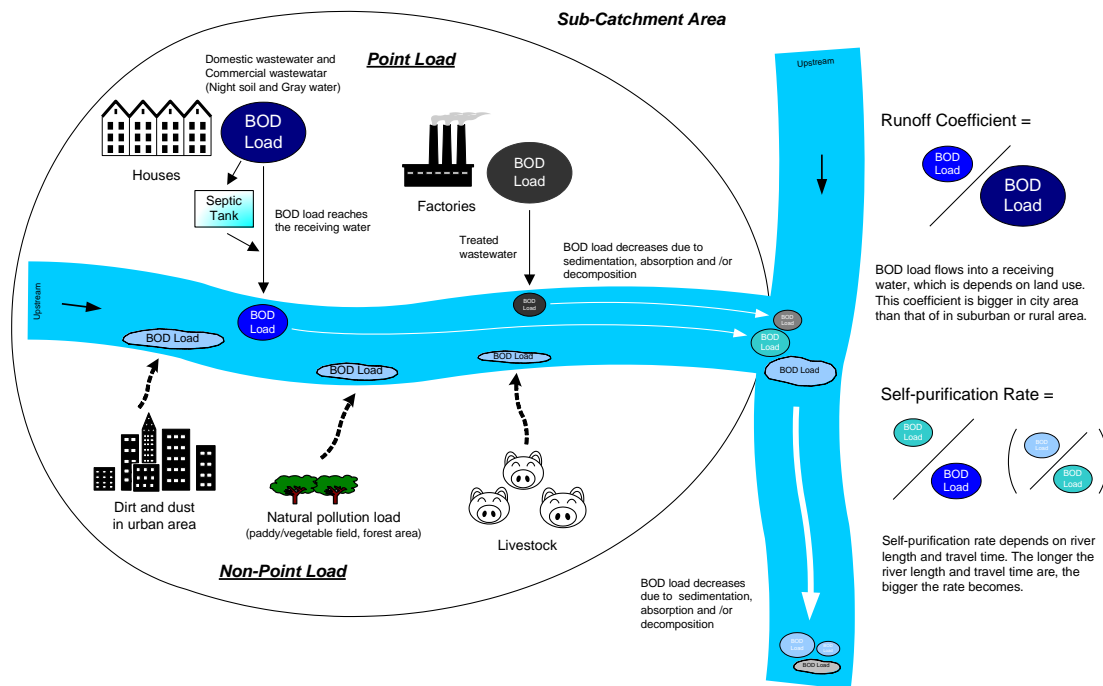 Sub-Catchment Area
Point Load
Domestic wastewater and
Commercial wastewatar
(Night soil and Gray water)
BOD
Load
Houses
Septic
Tank
BOD load reaches
the receiving water
BOD
Load
Factories
Treated
wastewater
BOD load decreases due to
sedimentation, absorption and /or
decomposition
Upstream
Upstream
BOD
Load
BOD
Load
BOD Load
BOD Load
BOD Load
BOD
Load
BOD
Load
BOD Load
Dirt and dust
in urban area
Natural pollution load
(paddy/vegetable field, forest area)
Livestock
Non-Point Load
BOD load decreases
due to  sedimentation,
absorption and /or
decomposition
BOD
Load
BOD
Load
BOD Load
Runoff Coefficient =
BOD
Load
BOD
Load
BOD load flows into a receiving
water, which is depends on land use.
This coefficient is bigger in city area
than that of in suburban or rural area.
Self-purification Rate =
BOD
Load
BOD
Load
(
BOD
Load
BOD
Load
)
Self-purification rate depends on river
length and travel time. The longer the
river length and travel time are, the
bigger the rate becomes.